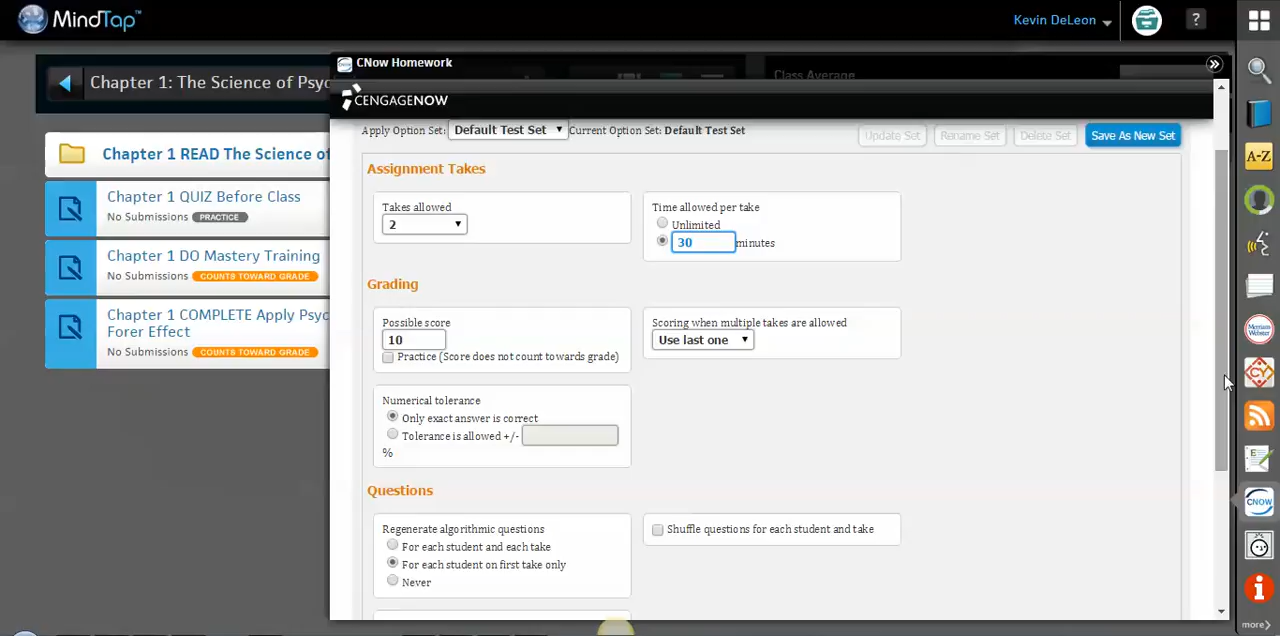 MindTap
Kevin DeLeon
?
Chapter 1: The Science of Psyc
CNow Homework
Class Average
CENGAGENOW
Apply Option Set: Default Test Set Current Option Set: Default Test Set
Update Set Rename Set Delete Set Save As New Set
Chapter 1 READ The Science of
Chapter 1 QUIZ Before Class
No Submissions PRACTICE
Chapter 1 DO Mastery Training
No Submissions COUNTS TOWARD GRADE
Chapter 1 COMPLETE Apply Psyc
Forer Effect
No Submissions COUNTS TOWARD GRADE
Assignment Takes
Takes allowed
2
Time allowed per take
Unlimited
30 minutes
Grading
Possible score
10
Practice (Score does not count towards grade)
Scoring when multiple takes are allowed
Use last one
Numerical tolerance
Only exact answer is correct
Tolerance is allowed +/-
%
Questions
Regenerate algorithmic questions
For each student and each take
For each student on first take only
Never
Shuffle questions for each student and take
A-Z
Merriam
Webster
CY
E
CNOW
i
more